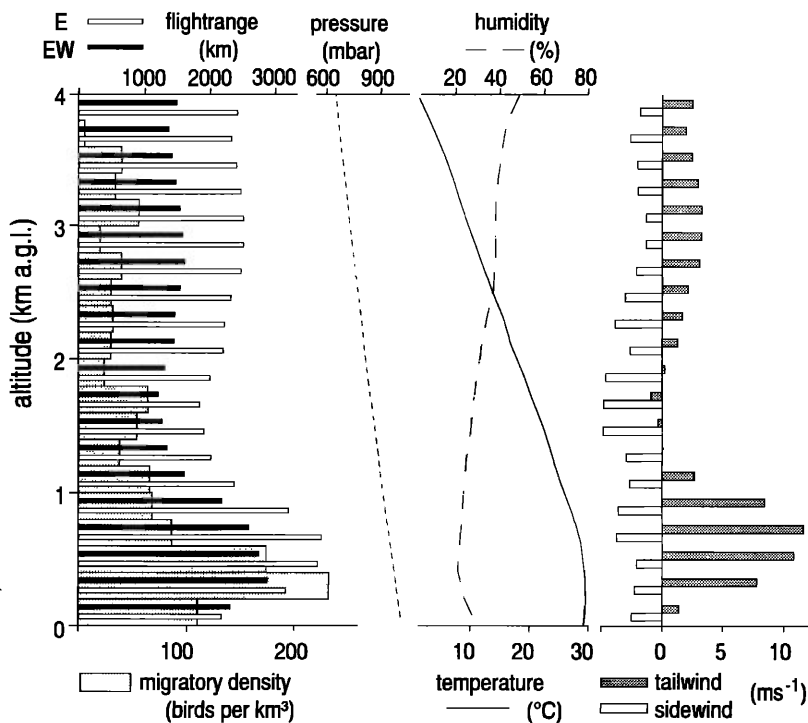 E flightrange pressure humidity
EW (km) (mbar) (%)
1000 2000 3000 600 900 20 40 60 80
4
3
2
1
0
altitude (km a.g.l.)
100 200 10 20 30 0 5 10
migratory density temperature tailwind
(birds per km³) (°C) sidewind (ms⁻¹)